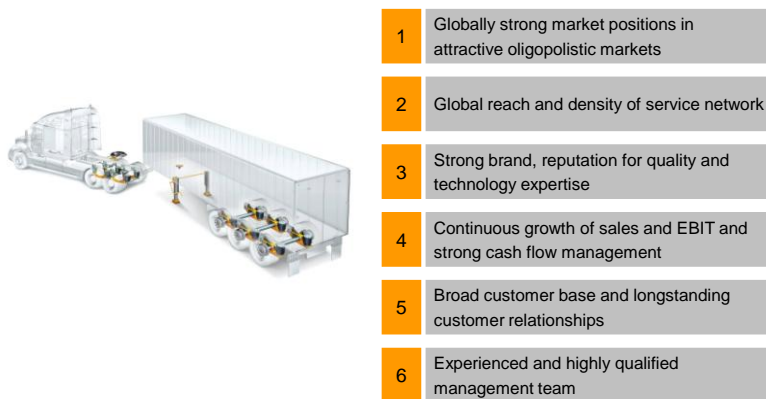 1
Globally strong market positions in
attractive oligopolistic markets
2
Global reach and density of service network
3
Strong brand, reputation for quality and
technology expertise
4
Continuous growth of sales and EBIT and
strong cash flow management
5
Broad customer base and longstanding
customer relationships
6
Experienced and highly qualified
management team